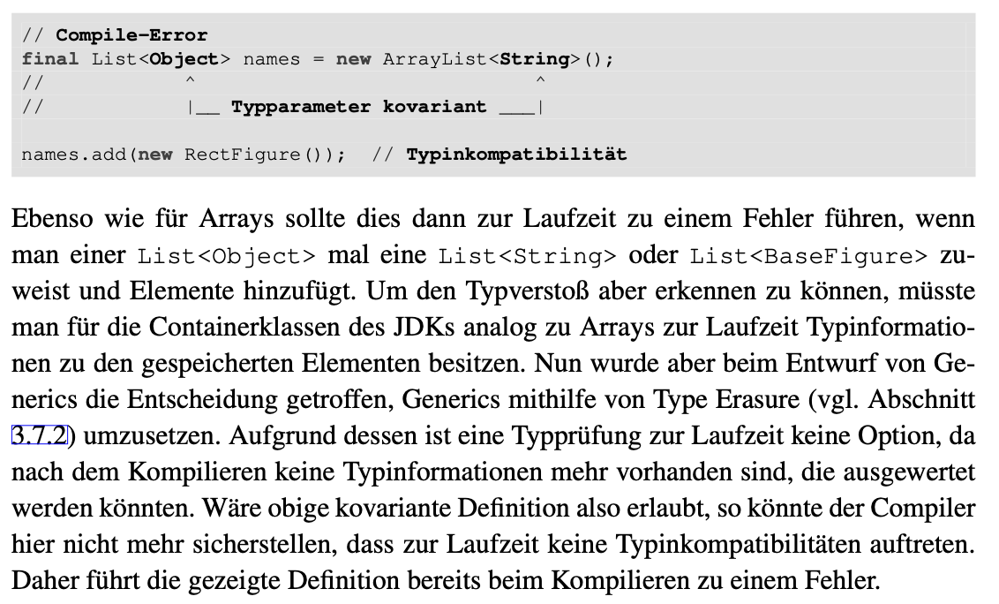 // Compile-Error
final List<Object> names = new ArrayList<String>();
//             ^                                ^
//             |__ Typparameter kovariant ___|
names.add(new RectFigure());  // Typinkompatibilität
Ebenso wie für Arrays sollte dies dann zur Laufzeit zu einem Fehler führen, wenn
man einer List<Object> mal eine List<String> oder List<BaseFigure> zu-
weist und Elemente hinzufügt. Um den Typverstoß aber erkennen zu können, müsste
man für die Containerklassen des JDKs analog zu Arrays zur Laufzeit Typinformatio-
nen zu den gespeicherten Elementen besitzen. Nun wurde aber beim Entwurf von Ge-
nerics die Entscheidung getroffen, Generics mithilfe von Type Erasure (vgl. Abschnitt
3.7.2) umzusetzen. Aufgrund dessen ist eine Typprüfung zur Laufzeit keine Option, da
nach dem Kompilieren keine Typinformationen mehr vorhanden sind, die ausgewertet
werden könnten. Wäre obige kovariante Definition also erlaubt, so könnte der Compiler
hier nicht mehr sicherstellen, dass zur Laufzeit keine Typinkompatibilitäten auftreten.
Daher führt die gezeigte Definition bereits beim Kompilieren zu einem Fehler.